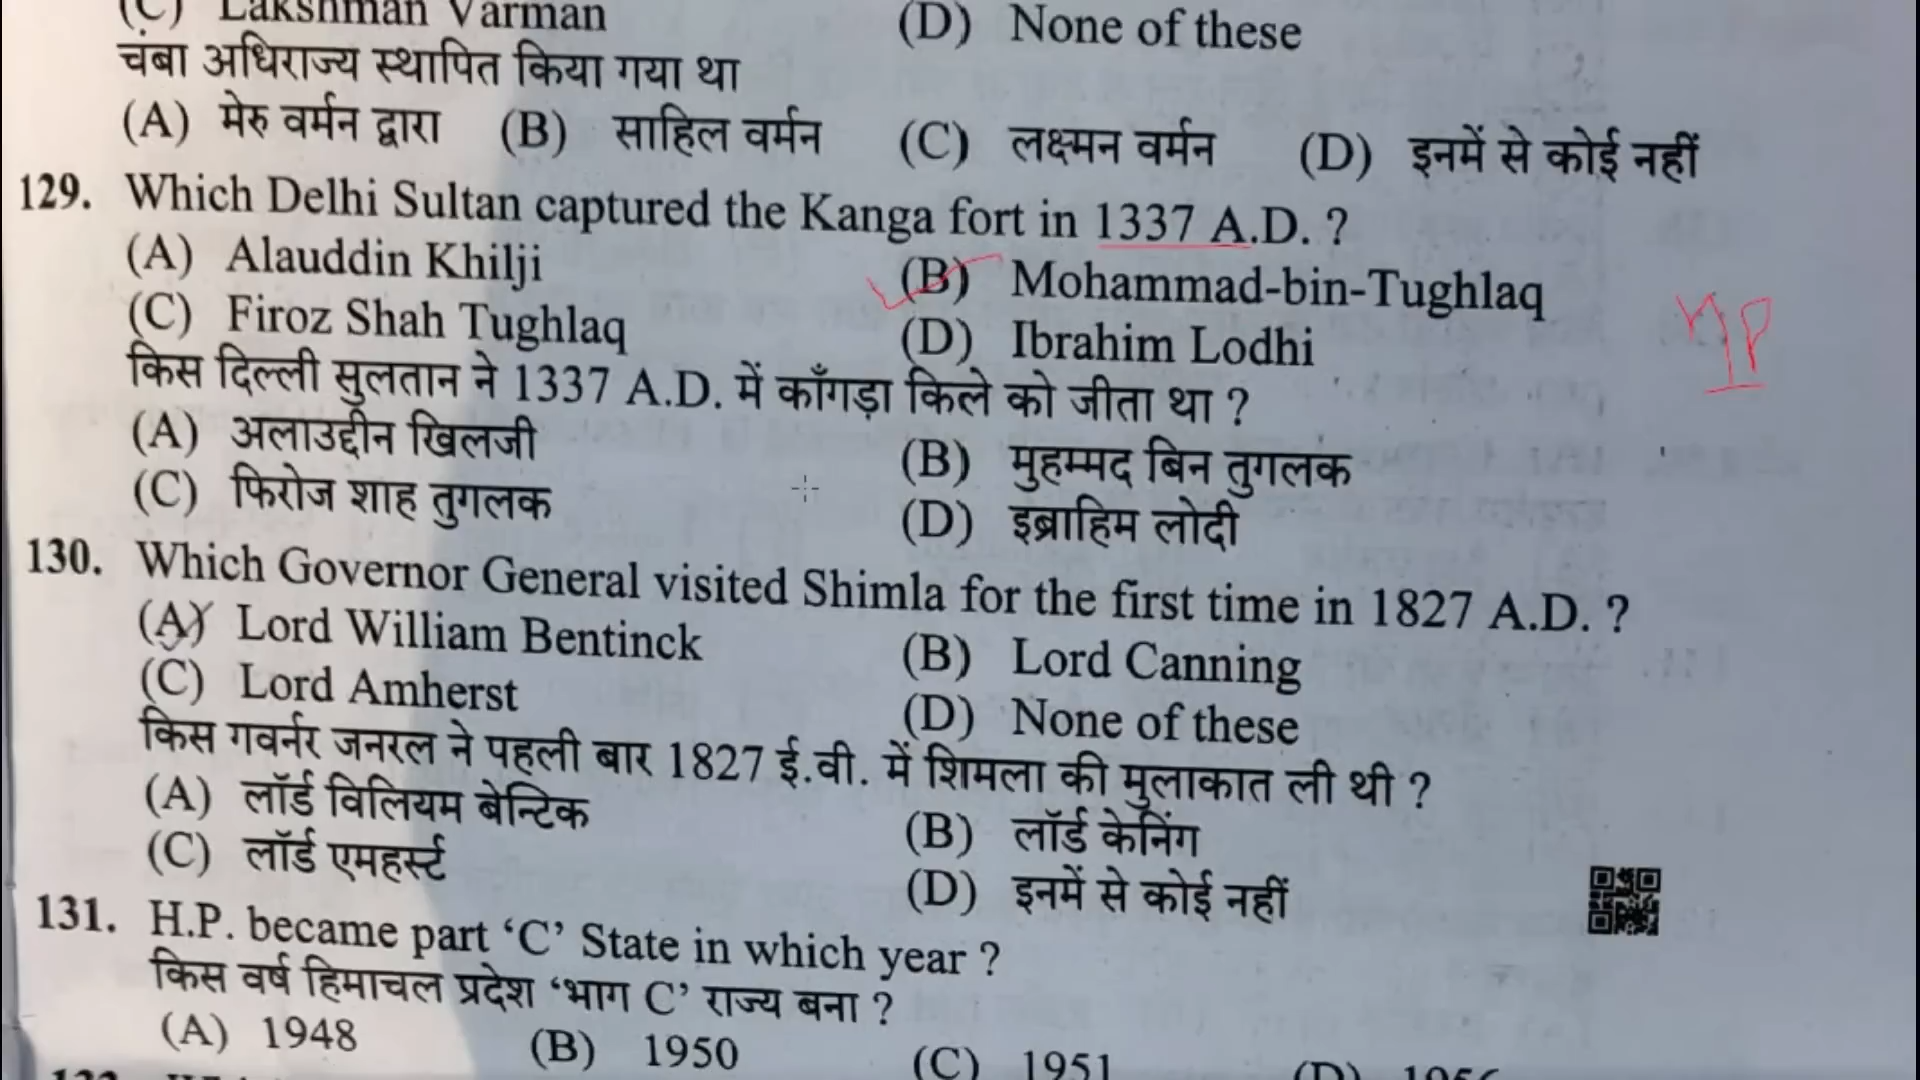 (C) Lakshman Varman (D) None of these
चंबा अधिराज्य स्थापित किया गया था
(A) मेरु वर्मन द्वारा (B) साहिल वर्मन (C) लक्ष्मन वर्मन (D) इनमें से कोई नहीं
129. Which Delhi Sultan captured the Kanga fort in 1337 A.D. ?
(A) Alauddin Khilji (B) Mohammad-bin-Tughlaq
(C) Firoz Shah Tughlaq (D) Ibrahim Lodhi
किस दिल्ली सुलतान ने 1337 A.D. में काँगड़ा किले को जीता था ?
(A) अलाउद्दीन खिलजी (B) मुहम्मद बिन तुगलक
(C) फिरोज शाह तुगलक (D) इब्राहिम लोदी
130. Which Governor General visited Shimla for the first time in 1827 A.D. ?
(A) Lord William Bentinck (B) Lord Canning
(C) Lord Amherst (D) None of these
किस गवर्नर जनरल ने पहली बार 1827 ई.वी. में शिमला की मुलाकात ली थी ?
(A) लॉर्ड विलियम बेन्टिक (B) लॉर्ड केनिंग
(C) लॉर्ड एमहर्स्ट (D) इनमें से कोई नहीं
131. H.P. became part ‘C’ State in which year ?
किस वर्ष हिमाचल प्रदेश ‘भाग C’ राज्य बना ?
(A) 1948 (B) 1950 (C) 1951 (D) 1956